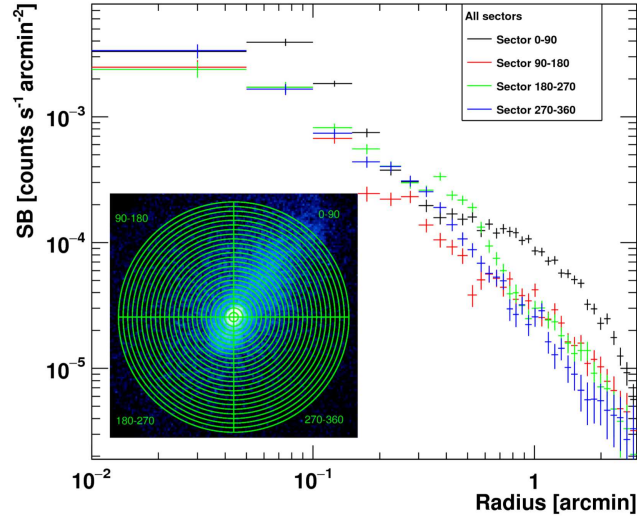 All sectors
Sector 0-90
Sector 90-180
Sector 180-270
Sector 270-360
SB [counts s⁻¹ arcmin⁻²]
10⁻³
10⁻⁴
10⁻⁵
90-180
0-90
180-270
270-360
10⁻²
10⁻¹
1
Radius [arcmin]